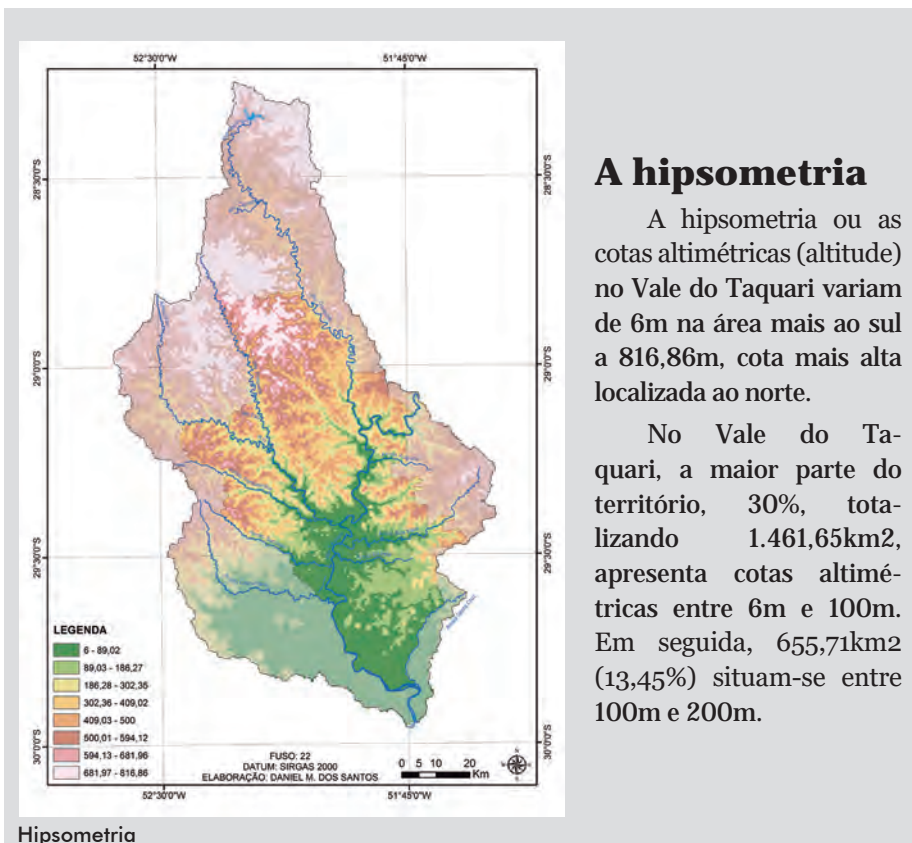 52°30'0"W
51°45'0"W
28°30'0"S
28°30'0"S
29°0'0"S
29°0'0"S
29°30'0"S
29°30'0"S
30°0'0"S
30°0'0"S
LEGENDA
6 - 89,02
89,03 - 186,27
186,28 - 302,35
302,36 - 409,02
409,03 - 500
500,01 - 594,12
594,13 - 681,96
681,97 - 816,86
FUSO: 22
DATUM: SIRGAS 2000
ELABORAÇÃO: DANIEL M. DOS SANTOS
0 5 10 20
Km
52°30'0"W
51°45'0"W
Hipsometria
A hipsometria
A hipsometria ou as
cotas altimétricas (altitude)
no Vale do Taquari variam
de 6m na área mais ao sul
a 816,86m, cota mais alta
localizada ao norte.
No Vale do Ta-
quari, a maior parte do
território, 30%, tota-
lizando 1.461,65km2,
apresenta cotas altimé-
tricas entre 6m e 100m.
Em seguida, 655,71km2
(13,45%) situam-se entre
100m e 200m.